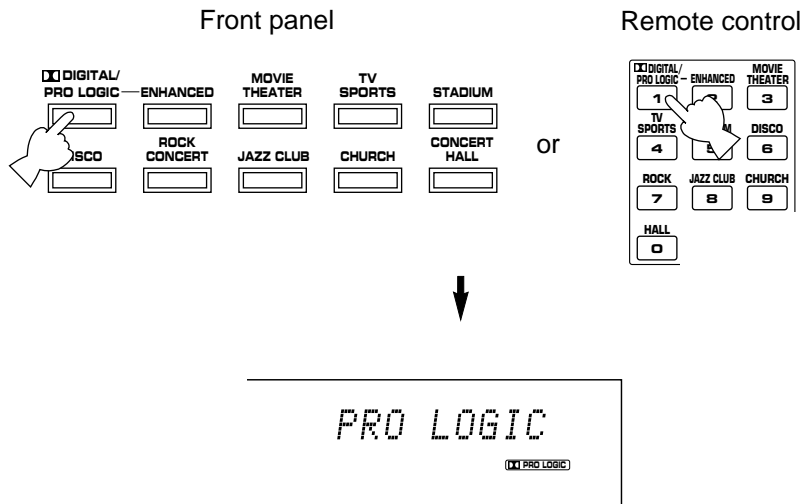 Front panel
Remote control
DIGITAL/
PRO LOGIC ENHANCED MOVIE THEATER TV SPORTS STADIUM
ROCK CONCERT JAZZ CLUB CHURCH CONCERT HALL
or
DIGITAL/
PRO LOGIC – ENHANCED MOVIE THEATER
1 3
TV SPORTS DISCO
4 6
ROCK JAZZ CLUB CHURCH
7 8 9
HALL
0
PRO LOGIC
PRO LOGIC